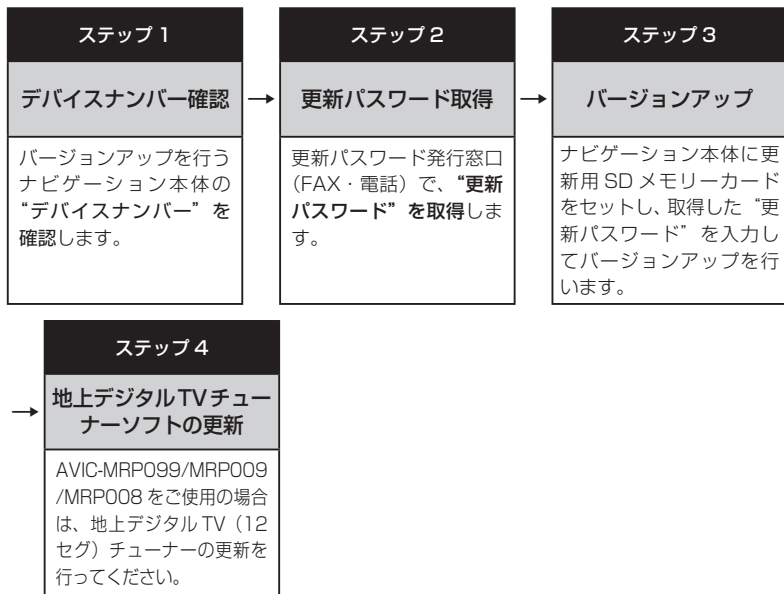 ステップ 1
デバイスナンバー確認
バージョンアップを行う
ナビゲーション本体の
“デバイスナンバー” を
確認します。
→
ステップ 2
更新パスワード取得
更新パスワード発行窓口
（FAX・電話）で、“更新
パスワード” を取得しま
す。
→
ステップ 3
バージョンアップ
ナビゲーション本体に更
新用 SD メモリーカード
をセットし、取得した “更
新パスワード” を入力し
てバージョンアップを行
います。
→
ステップ 4
地上デジタルTVチュー
ナーソフトの更新
AVIC-MRP099/MRP009
/MRP008 をご使用の場合
は、地上デジタル TV（12
セグ）チューナーの更新を
行ってください。